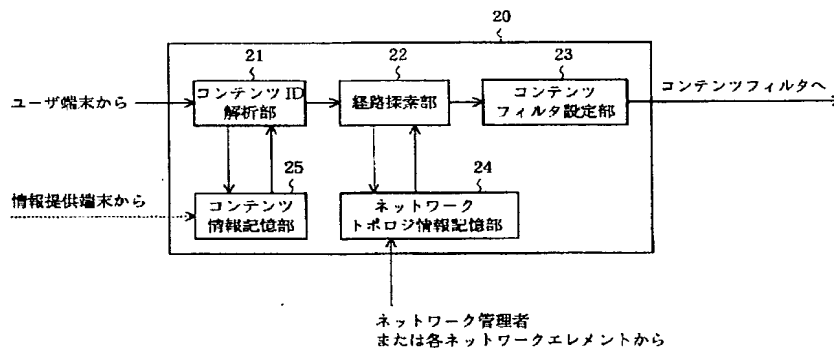 20
21
22
23
ユーザ端末から
コンテンツID
解析部
経路探索部
コンテンツ
フィルタ設定部
コンテンツフィルタへ
25
24
情報提供端末から
コンテンツ
情報記憶部
ネットワーク
トポロジ情報記憶部
ネットワーク管理者
または各ネットワークエレメントから